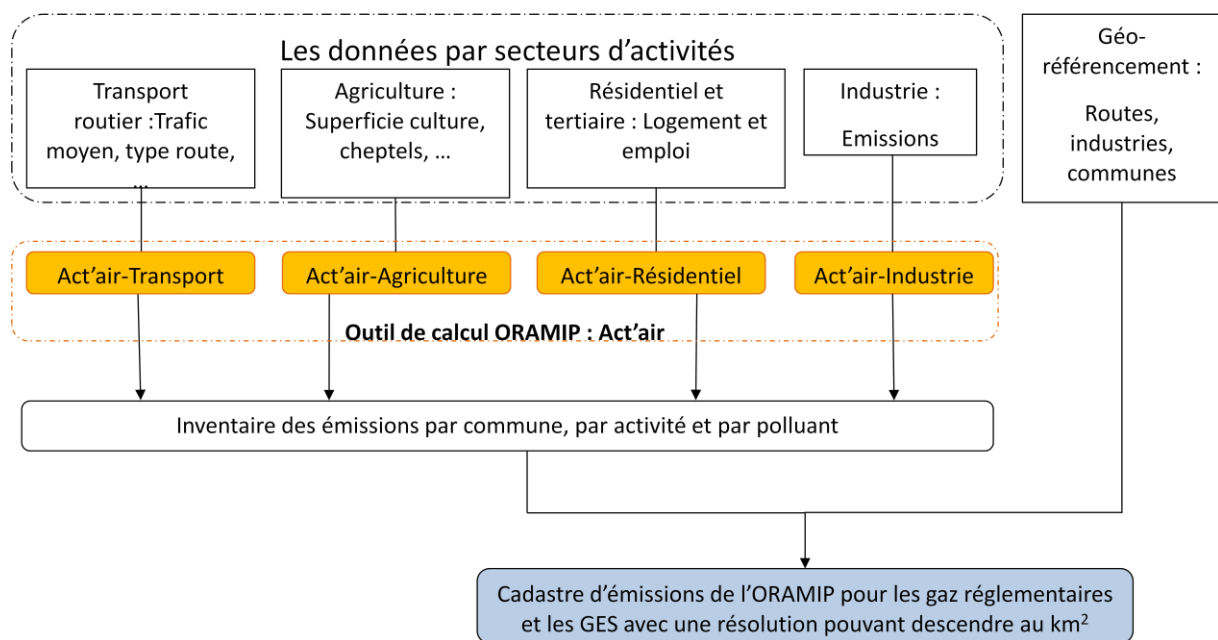 Les données par secteurs d'activités
Transport
routier :Trafic
moyen, type route,
...
Agriculture :
Superficie culture,
cheptels, ...
Résidentiel et
tertiaire : Logement et
emploi
Industrie :
Emissions
Géo-
référencement :
Routes,
industries,
communes
Act'air-Transport
Act'air-Agriculture
Act'air-Résidentiel
Act'air-Industrie
Outil de calcul ORAMIP : Act'air
Inventaire des émissions par commune, par activité et par polluant
Cadastre d'émissions de l'ORAMIP pour les gaz réglementaires
et les GES avec une résolution pouvant descendre au km²